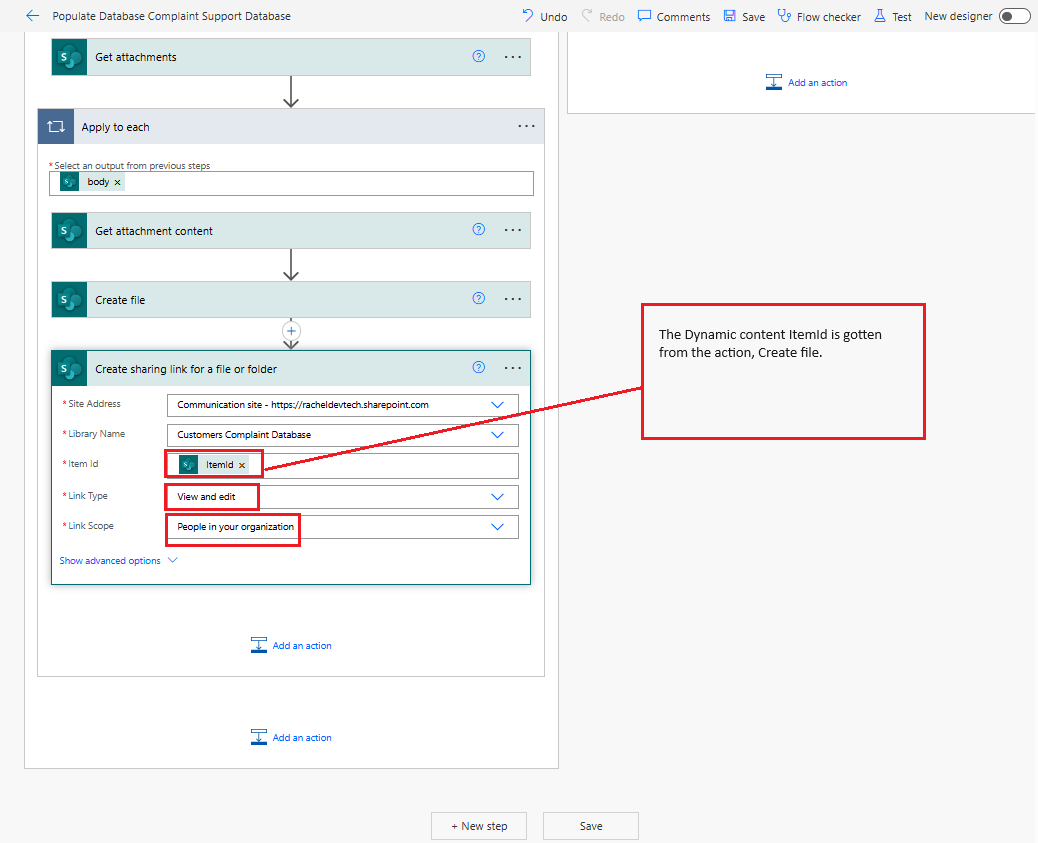 Populate Database Complaint Support Database
Undo
Redo
Comments
Save
Flow checker
Test
New designer
S Get attachments ? ...
Add an action
Apply to each ...
* Select an output from previous steps
S body ×
S Get attachment content ? ...
S Create file ? ...
+
S Create sharing link for a file or folder ? ...
* Site Address
Communication site - https://racheldevtech.sharepoint.com
* Library Name
Customers Complaint Database
* Item Id
S ItemId ×
* Link Type
View and edit
* Link Scope
People in your organization
Show advanced options
The Dynamic content ItemId is gotten
from the action, Create file.
Add an action
Add an action
+ New step
Save